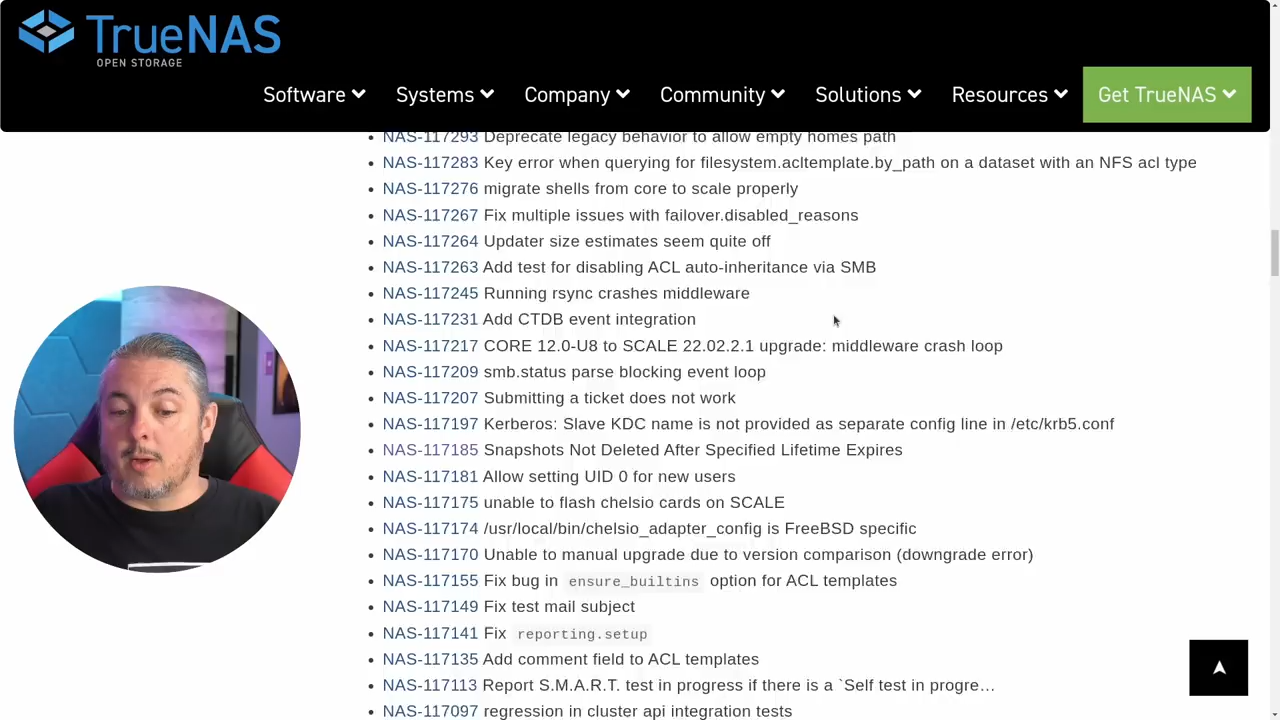 TrueNAS
OPEN STORAGE
Software Systems Company Community Solutions Resources Get TrueNAS
NAS-117293 Deprecate legacy behavior to allow empty homes path
NAS-117283 Key error when querying for filesystem.acltemplate.by_path on a dataset with an NFS acl type
NAS-117276 migrate shells from core to scale properly
NAS-117267 Fix multiple issues with failover.disabled_reasons
NAS-117264 Updater size estimates seem quite off
NAS-117263 Add test for disabling ACL auto-inheritance via SMB
NAS-117245 Running rsync crashes middleware
NAS-117231 Add CTDB event integration
NAS-117217 CORE 12.0-U8 to SCALE 22.02.2.1 upgrade: middleware crash loop
NAS-117209 smb.status parse blocking event loop
NAS-117207 Submitting a ticket does not work
NAS-117197 Kerberos: Slave KDC name is not provided as separate config line in /etc/krb5.conf
NAS-117185 Snapshots Not Deleted After Specified Lifetime Expires
NAS-117181 Allow setting UID 0 for new users
NAS-117175 unable to flash chelsio cards on SCALE
NAS-117174 /usr/local/bin/chelsio_adapter_config is FreeBSD specific
NAS-117170 Unable to manual upgrade due to version comparison (downgrade error)
NAS-117155 Fix bug in ensure_builtins option for ACL templates
NAS-117149 Fix test mail subject
NAS-117141 Fix reporting.setup
NAS-117135 Add comment field to ACL templates
NAS-117113 Report S.M.A.R.T. test in progress if there is a `Self test in progre…
NAS-117097 regression in cluster api integration tests